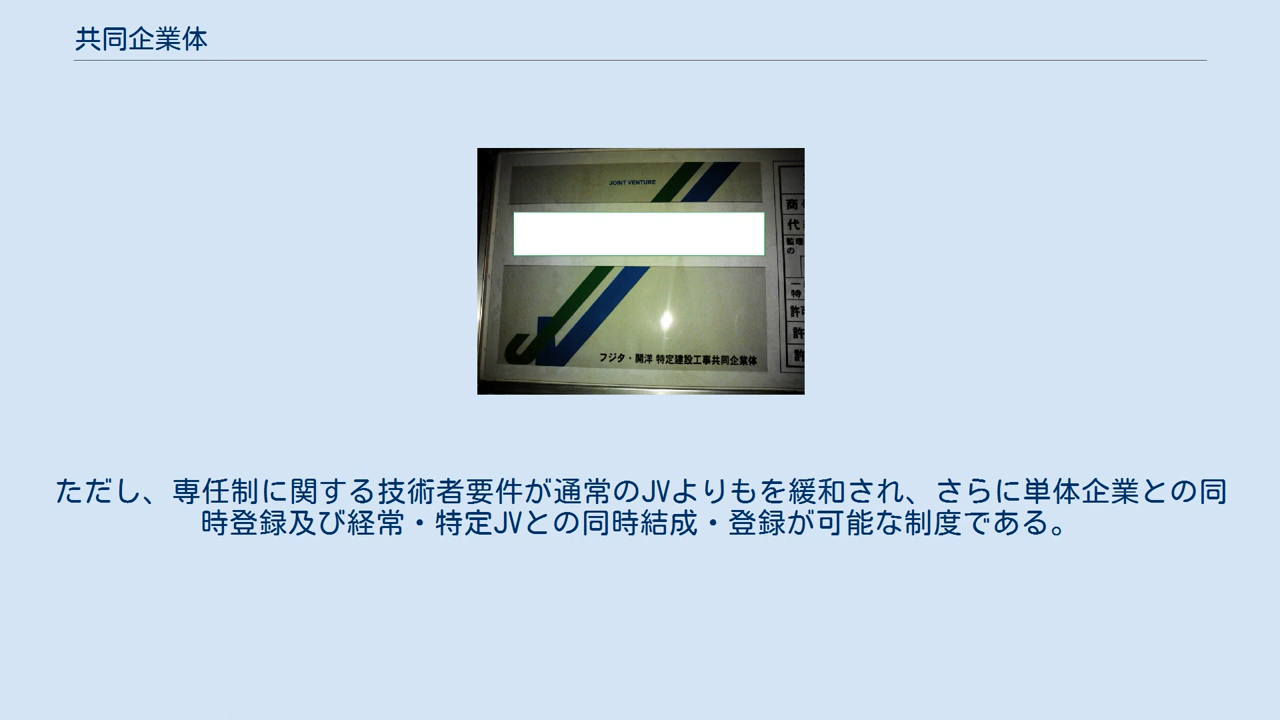 共同企業体
JOINT VENTURE
商
代
監理
の
JV
一
特
許可
許
フジタ・開洋 特定建設工事共同企業体
ただし、専任制に関する技術者要件が通常のJVよりもを緩和され、さらに単体企業との同
時登録及び経常・特定JVとの同時結成・登録が可能な制度である。